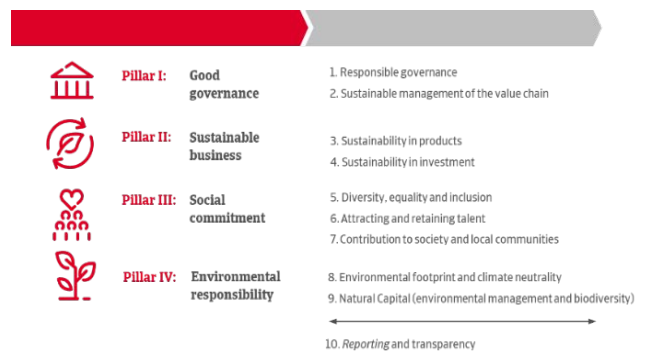 Pillar I: Good governance
1. Responsible governance
2. Sustainable management of the value chain
Pillar II: Sustainable business
3. Sustainability in products
4. Sustainability in investment
Pillar III: Social commitment
5. Diversity, equality and inclusion
6. Attracting and retaining talent
7. Contribution to society and local communities
Pillar IV: Environmental responsibility
8. Environmental footprint and climate neutrality
9. Natural Capital (environmental management and biodiversity)
10. Reporting and transparency